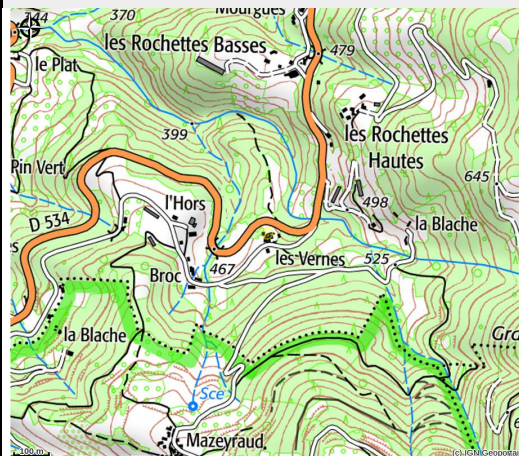 344
370
Mourgues
les Rochettes Basses
479
le Plat
399
les Rochettes
Hautes
Pin Vert
645
l'Hors
498
D 534
la Blache
467
les Vernes
525
Broc
la Blache
Sce
Mazeyraud
100 m
(c) IGN Geoportail